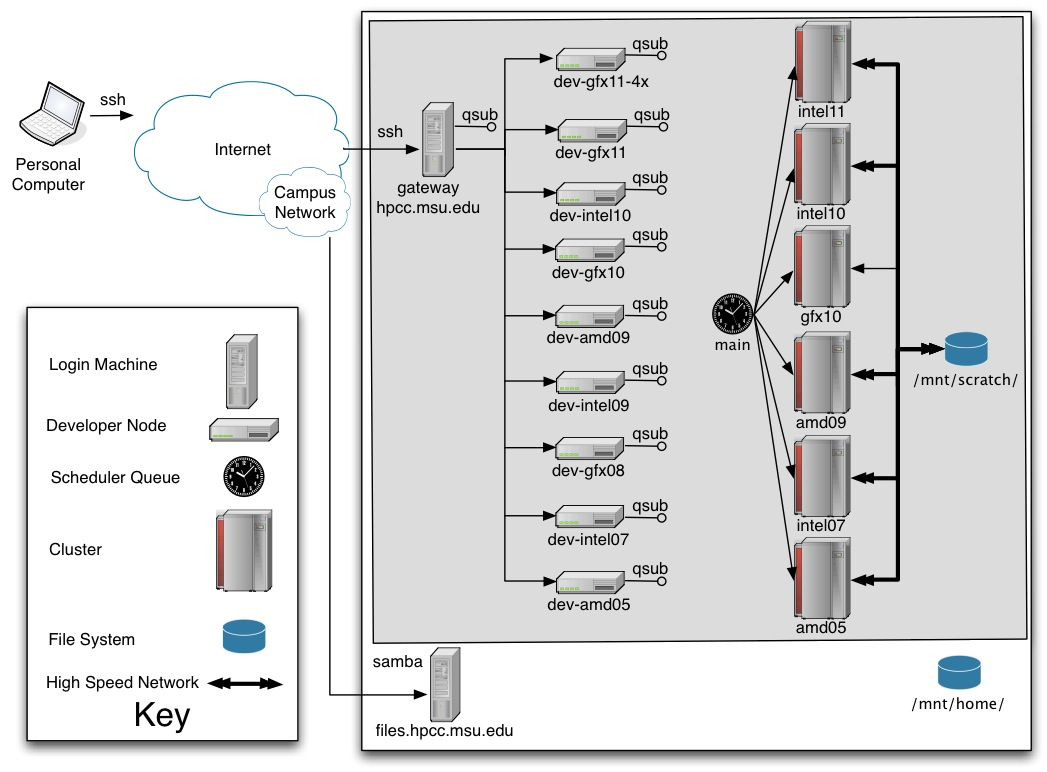 ssh
Personal
Computer
Internet
Campus
Network
ssh
qsub
gateway
hpcc.msu.edu
qsub
dev-gfx11-4x
qsub
dev-gfx11
qsub
dev-intel10
qsub
dev-gfx10
qsub
dev-amd09
qsub
dev-intel09
qsub
dev-gfx08
qsub
dev-intel07
qsub
dev-amd05
main
intel11
intel10
gfx10
amd09
intel07
amd05
/mnt/scratch/
samba
files.hpcc.msu.edu
/mnt/home/
Login Machine
Developer Node
Scheduler Queue
Cluster
File System
High Speed Network
Key